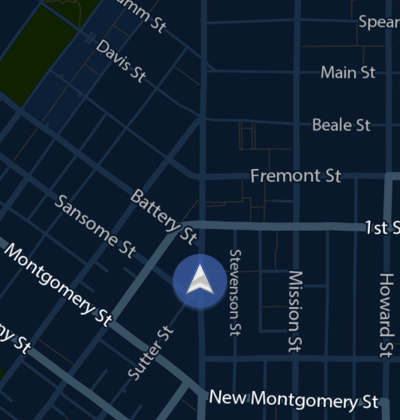 Spear
Davis St
Main St
Beale St
Fremont St
Battery St
Sansome St
1st S
Montgomery St
Stevenson St
Mission St
Howard St
Sutter St
New Montgomery St